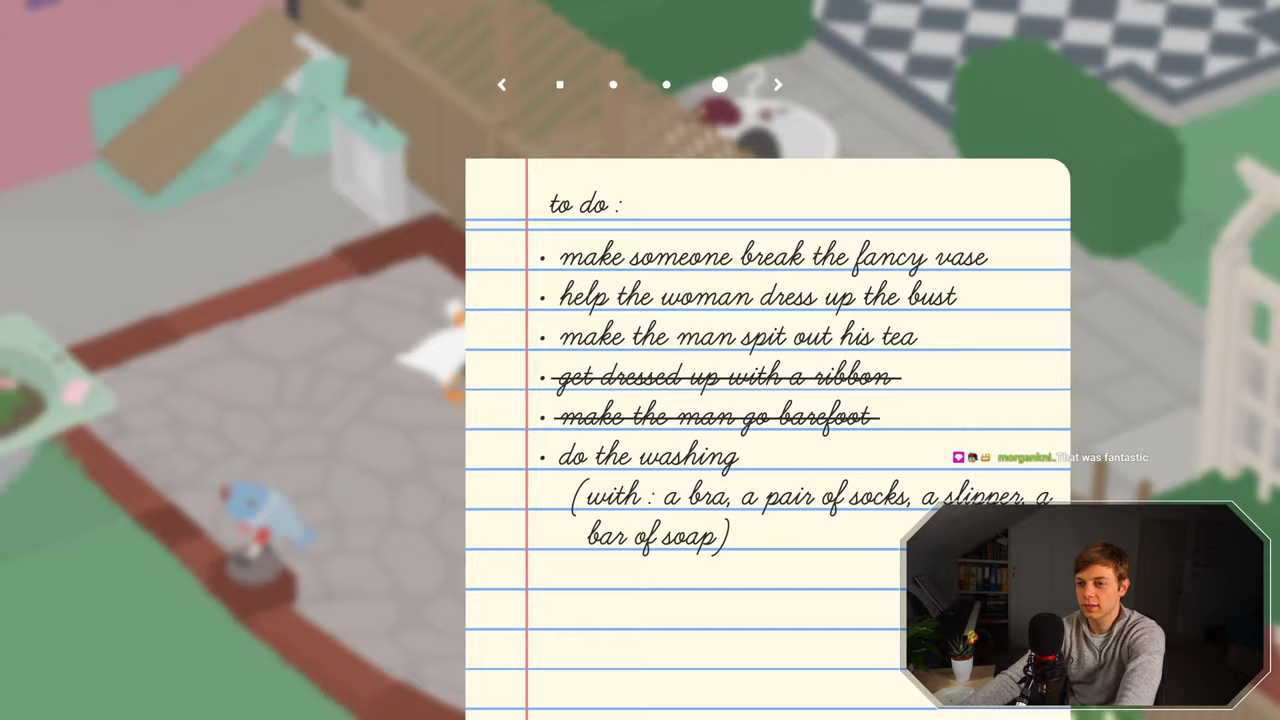 to do :
• make someone break the fancy vase
• help the woman dress up the bust
• make the man spit out his tea
• get dressed up with a ribbon
• make the man go barefoot
• do the washing
morgankni..That was fantastic
(with : a bra, a pair of socks, a slipper, a
bar of soap)